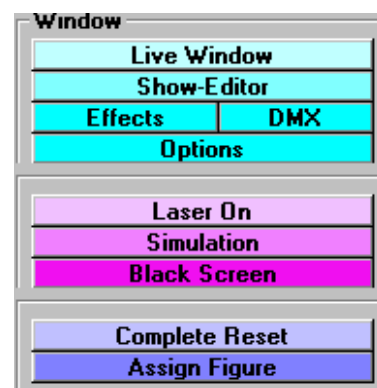 Window
Live Window
Show-Editor
Effects DMX
Options
Laser On
Simulation
Black Screen
Complete Reset
Assign Figure